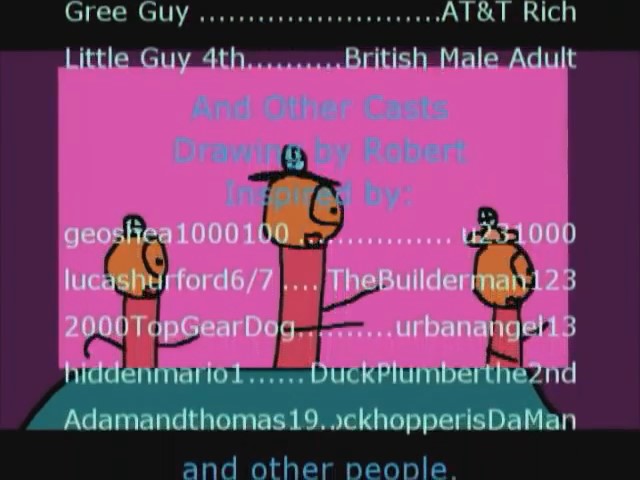 Gree Guy ..........................AT&T Rich
Little Guy 4th..........British Male Adult
And Other Casts
Drawing by Robert
Inspired by:
geoshea1000100 ................. u231000
lucashurford6/7 .... TheBuilderman123
2000TopGearDog..........urbanangel13
hiddenmario1...... DuckPlumberthe2nd
Adamandthomas19..ockhopperisDaMan
and other people.